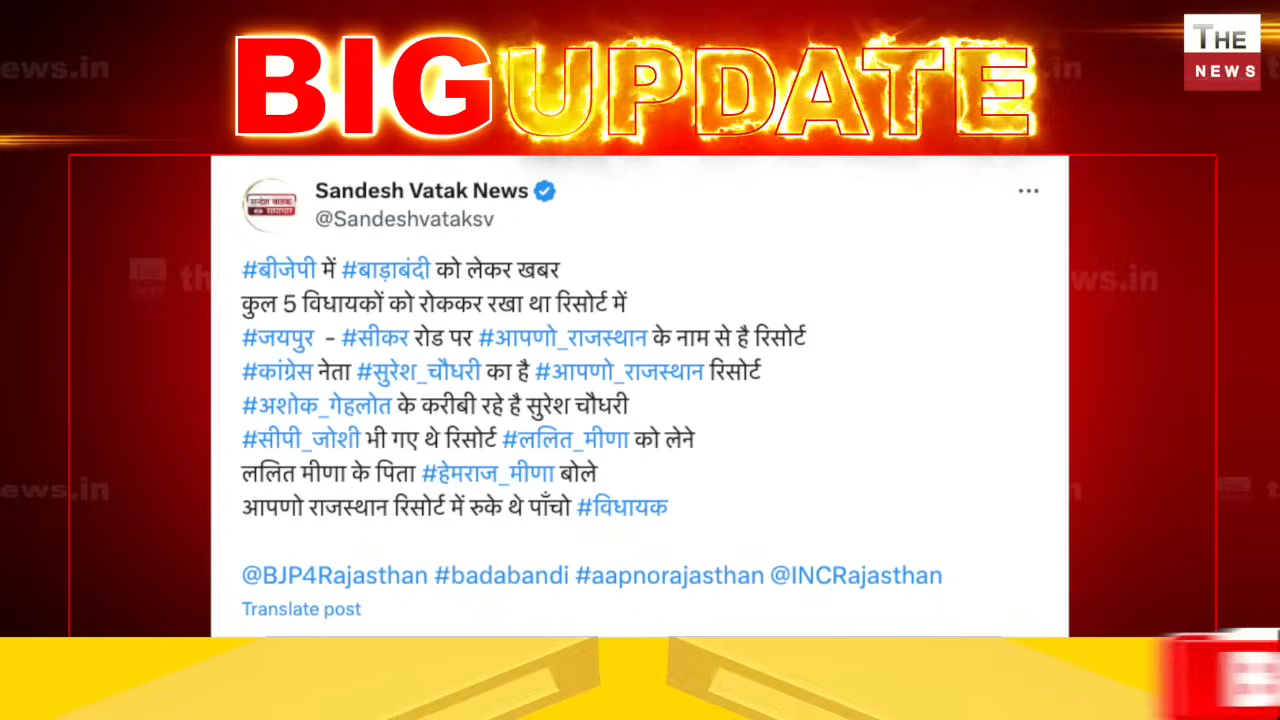 BIG UPDATE
THE
NEWS
ews.in
Sandesh Vatak News
@Sandeshvataksv
#बीजेपी में #बाड़ाबंदी को लेकर खबर
कुल 5 विधायकों को रोककर रखा था रिसोर्ट में
#जयपुर - #सीकर रोड पर #आपणो_राजस्थान के नाम से है रिसोर्ट
#कांग्रेस नेता #सुरेश_चौधरी का है #आपणो_राजस्थान रिसोर्ट
#अशोक_गेहलोत के करीबी रहे है सुरेश चौधरी
#सीपी_जोशी भी गए थे रिसोर्ट #ललित_मीणा को लेने
ललित मीणा के पिता #हेमराज_मीणा बोले
आपणो राजस्थान रिसोर्ट में रुके थे पाँचो #विधायक
@BJP4Rajasthan #badabandi #aapnorajasthan @INCRajasthan
Translate post